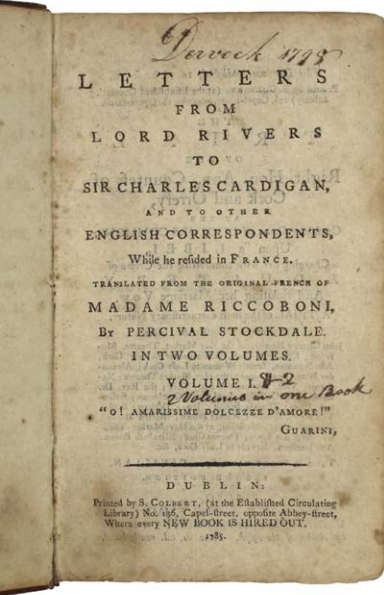 1795
LETTERS
FROM
LORD RIVERS
TO
SIR CHARLES CARDIGAN,
AND TO OTHER
ENGLISH CORRESPONDENTS,
While he reſided in FRANCE.
TRANSLATED FROM THE ORIGINAL FRENCH OF
MADAME RICCOBONI,
By PERCIVAL STOCKDALE.
IN TWO VOLUMES.
VOLUME I. & 2
2 Volumes in one Book
"O! AMARISSIME DOLCEZZE D'AMORE!"
GUARINI,
DUBLIN:
Printed by S. COLBERT, (at the Eſtabliſhed Circulating
Library) No. 136, Capel-ſtreet, oppoſite Abbey-ſtreet,
Where every NEW BOOK IS HIRED OUT.
1785.